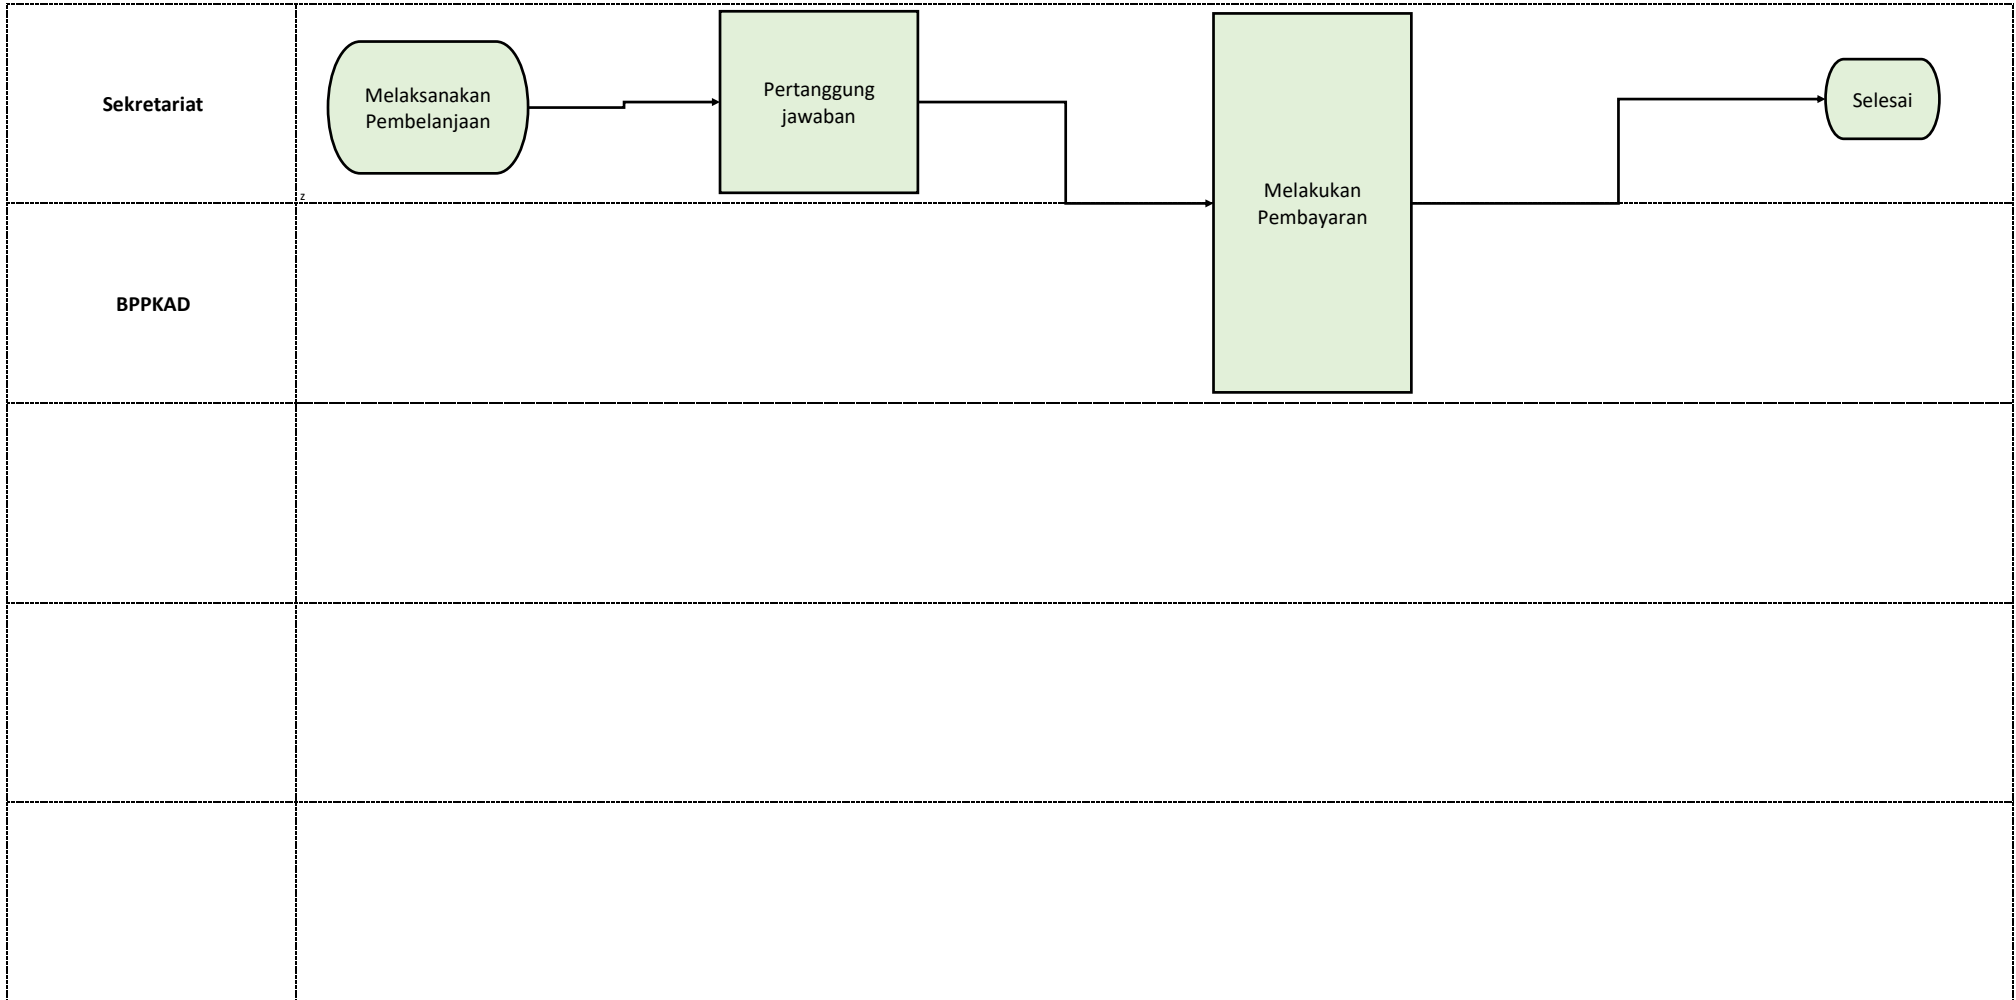 Sekretariat
Melaksanakan
Pembelanjaan
Pertanggung
jawaban
Melakukan
Pembayaran
Selesai
z
BPPKAD